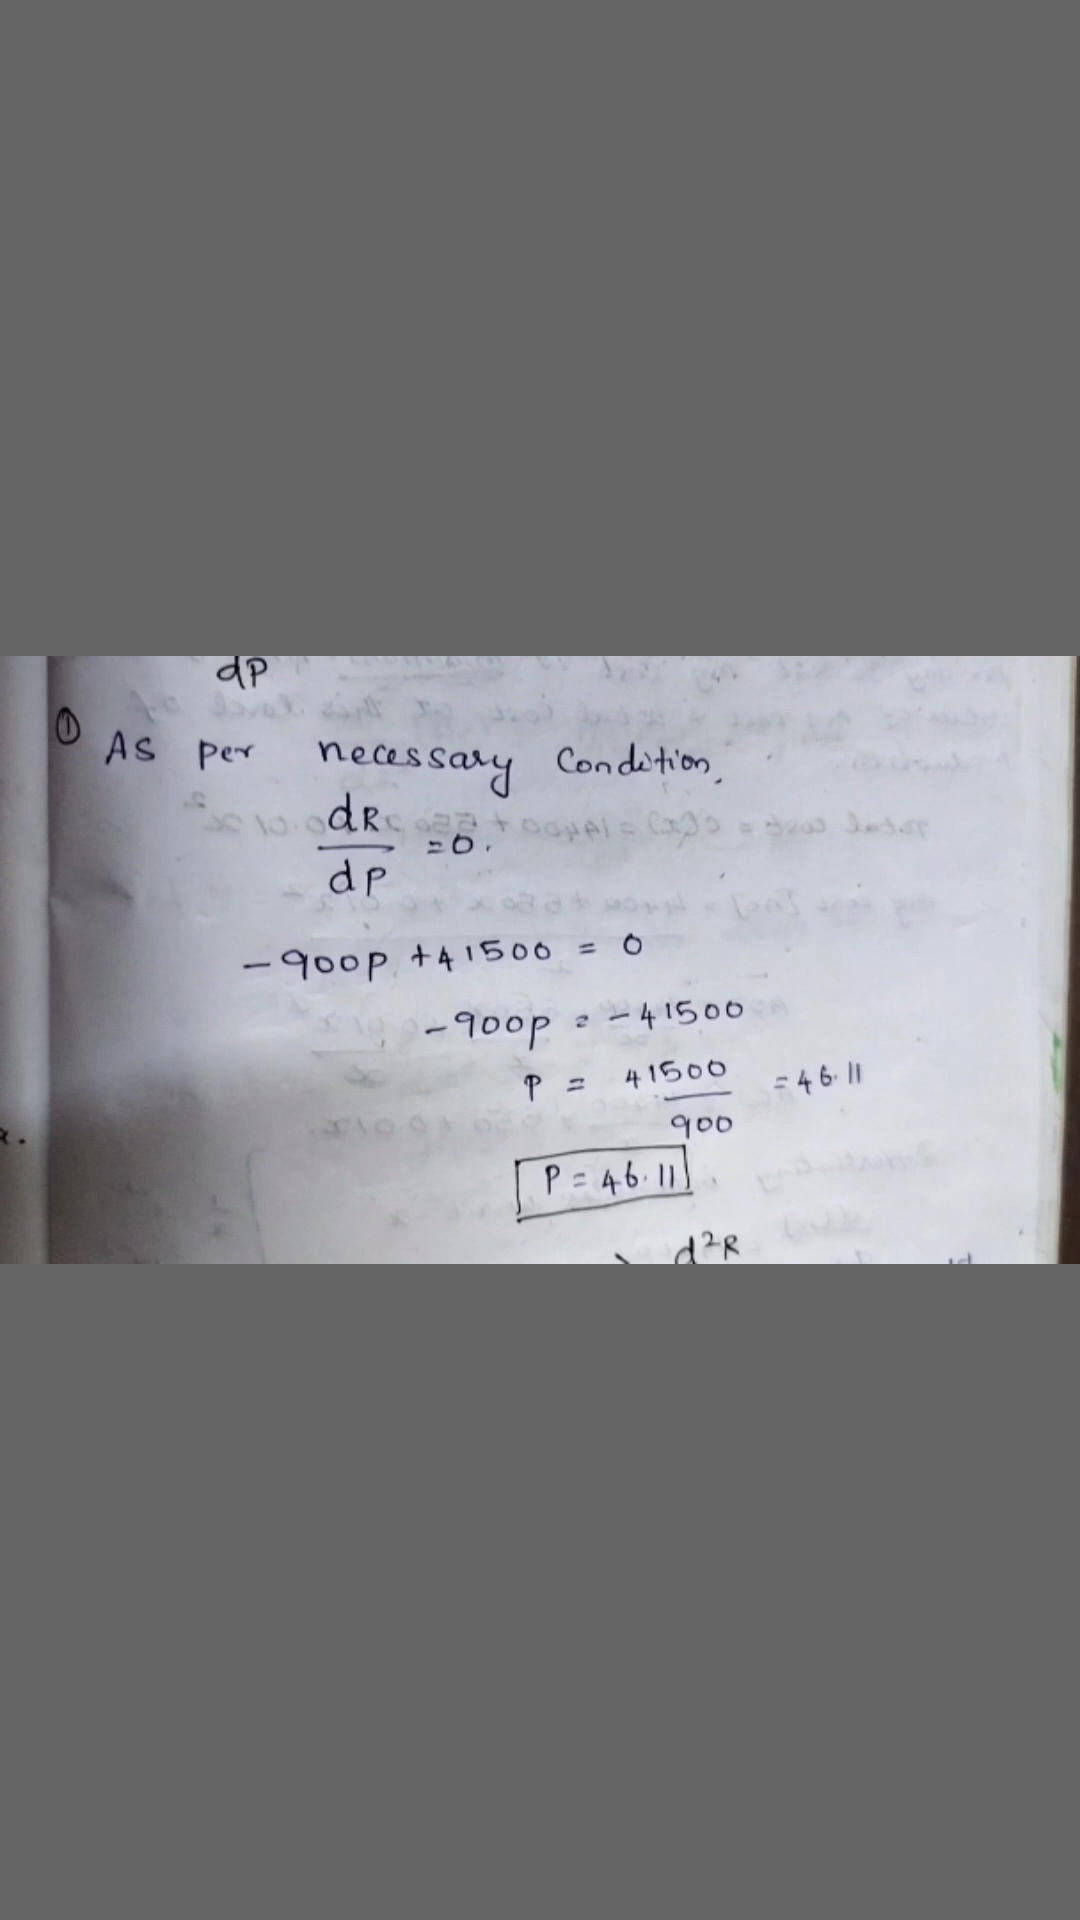 dP
① As per necessary Condition,
dR
dP = 0.
-900p + 41500 = 0
-900p = -41500
P = 41500 / 900 = 46.11
P = 46.11
d²R